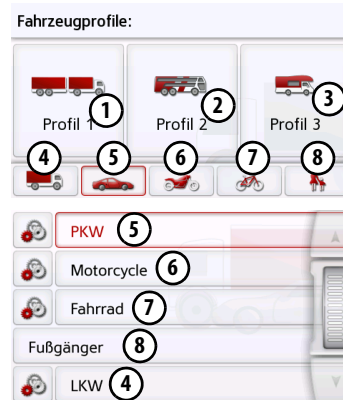 Fahrzeugprofile:
1 2 3
Profil 1 Profil 2 Profil 3
4 5 6 7 8
PKW 5
Motorcycle 6
Fahrrad 7
Fußgänger 8
LKW 4